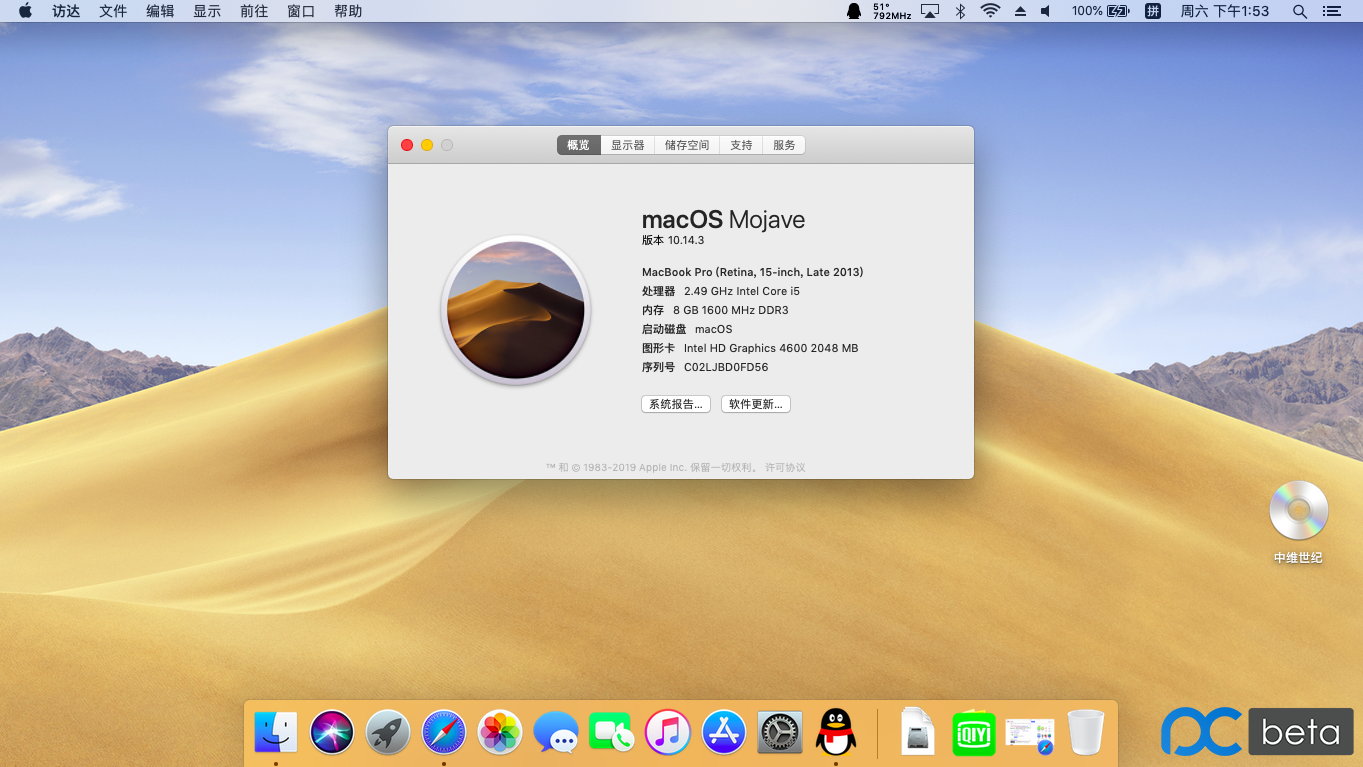 访达 文件 编辑 显示 前往 窗口 帮助 51° 792MHz 100% 拼 周六 下午1:53
概览 显示器 储存空间 支持 服务
macOS Mojave
版本 10.14.3
MacBook Pro (Retina, 15-inch, Late 2013)
处理器 2.49 GHz Intel Core i5
内存 8 GB 1600 MHz DDR3
启动磁盘 macOS
图形卡 Intel HD Graphics 4600 2048 MB
序列号 C02LJBD0FD56
系统报告... 软件更新...
™ 和 © 1983-2019 Apple Inc. 保留一切权利。 许可协议
中维世纪
iQIYI
pc beta